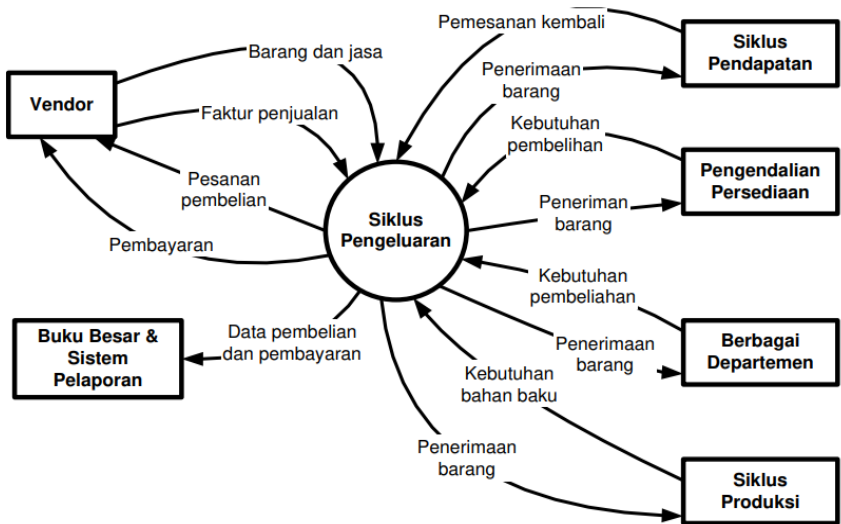 Pemesanan kembali
Siklus
Pendapatan
Barang dan jasa
Penerimaan
barang
Vendor
Faktur penjualan
Kebutuhan
pembelihan
Pengendalian
Persediaan
Pesanan
pembelian
Siklus
Pengeluaran
Peneriman
barang
Pembayaran
Kebutuhan
pembeliahan
Buku Besar &
Sistem
Pelaporan
Data pembelian
dan pembayaran
Penerimaan
barang
Berbagai
Departemen
Kebutuhan
bahan baku
Penerimaan
barang
Siklus
Produksi